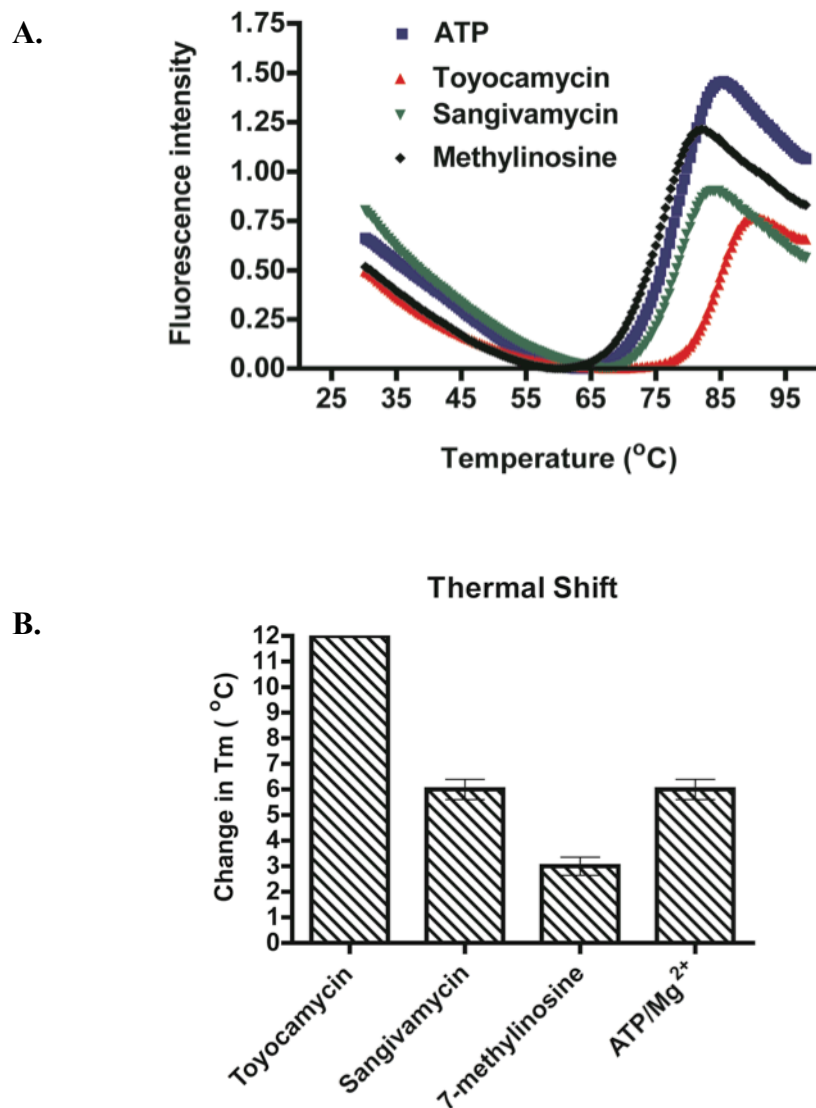 A.
Fluorescence intensity
1.75
1.50
1.25
1.00
0.75
0.50
0.25
0.00
ATP
Toyocamycin
Sangivamycin
Methylinosine
25 35 45 55 65 75 85 95
Temperature (°C)
B.
Thermal Shift
Change in Tm ( °C)
12
11
10
9
8
7
6
5
4
3
2
1
0
Toyocamycin
Sangivamycin
7-methylinosine
ATP/Mg²⁺